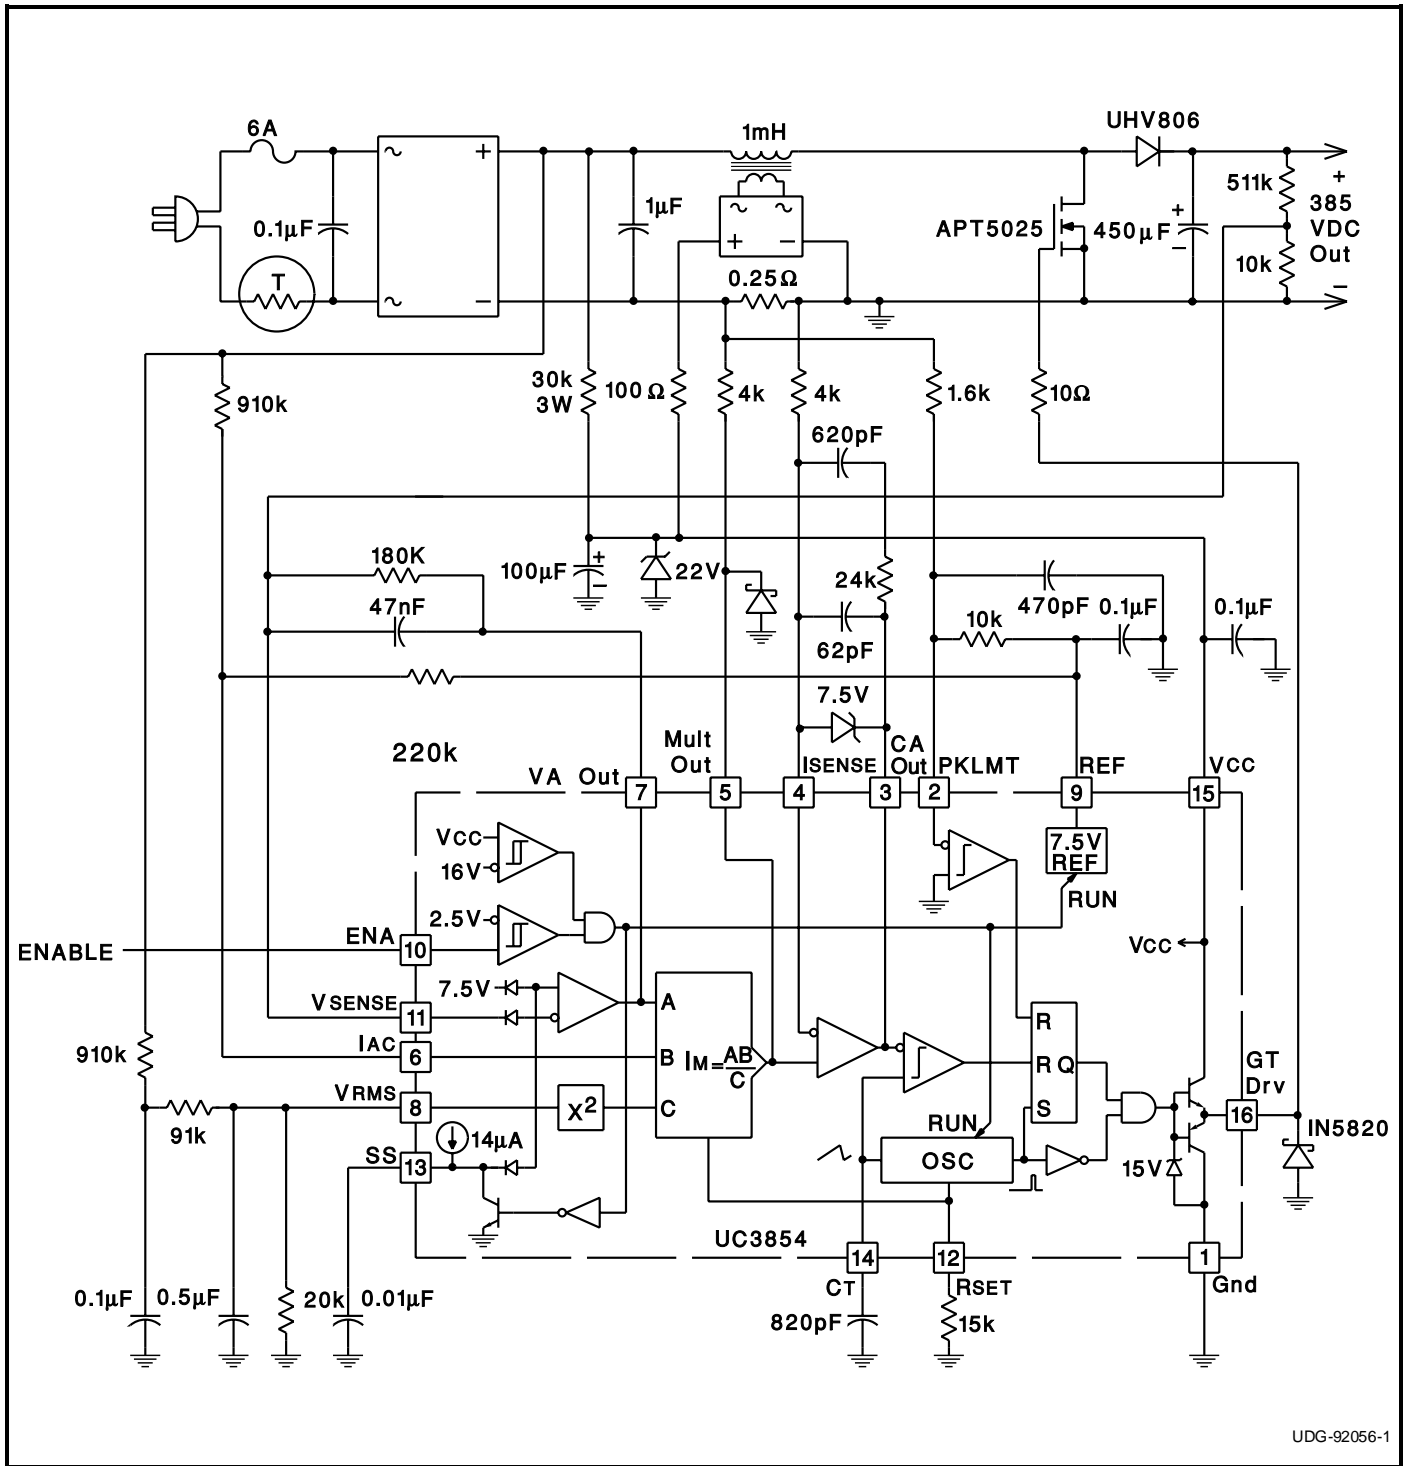 6A
1mH
UHV806
+
0.1µF
1µF
+ −
0.25Ω
APT5025
+
450µF
−
511k
10k
+
385
VDC
Out
−
T
−
910k
30k
3W
100 Ω
4k
4k
1.6k
10Ω
620pF
180K
47nF
100µF
+
−
22V
24k
62pF
470pF
0.1µF
0.1µF
10k
7.5V
220k
VA Out
Mult
Out
ISENSE
CA
Out
PKLMT
REF
VCC
7
5
4
3
2
9
15
VCC
16V
7.5V
REF
RUN
2.5V
ENA
10
ENABLE
VCC
7.5V
VSENSE
11
A
IAC
6
B
IM=AB/C
910k
VRMS
8
X2
C
91k
R
R Q
S
GT
Drv
16
IN5820
RUN
OSC
14µA
SS
13
15V
UC3854
14
12
1
CT
RSET
Gnd
0.1µF
0.5µF
20k
0.01µF
820pF
15k
UDG-92056-1